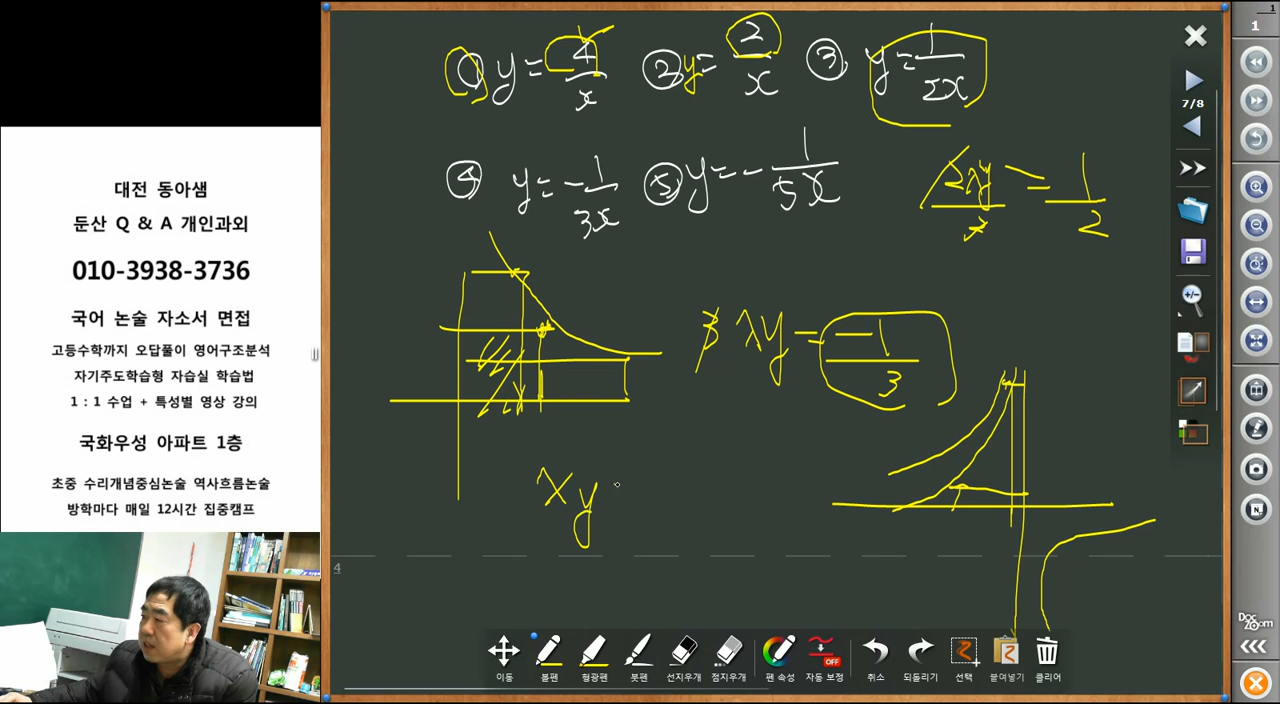 대전 동아샘
둔산 Q & A 개인과외
010-3938-3736
국어 논술 자소서 면접
고등수학까지 오답풀이 영어구조분석
자기주도학습형 자습실 학습법
1 : 1 수업 + 특성별 영상 강의
국화우성 아파트 1층
초중 수리개념중심논술 역사흐름논술
방학마다 매일 12시간 집중캠프
① y = 4/x ② y = 2/x ③ y = 1/2x
④ y = -1/3x ⑤ y = -1/5x
2xy/2 = 1/2
3 xy = -1/3
xy
4
7/8
1
1
OFF
이동 볼펜 형광펜 붓펜 선지우개 점지우개 펜 속성 자동 보정 취소 되돌리기 선택 붙여넣기 클리어
DocZoom